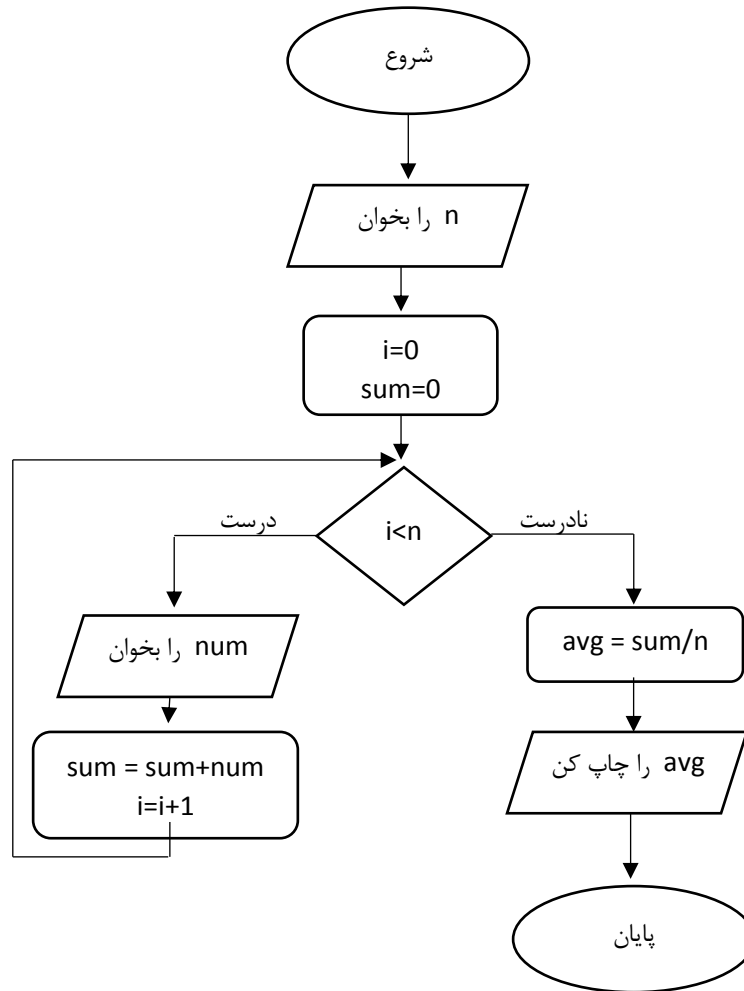 شروع
n را بخوان
i=0
sum=0
i<n
درست
نادرست
num را بخوان
sum = sum+num
i=i+1
avg = sum/n
avg را چاپ کن
پایان